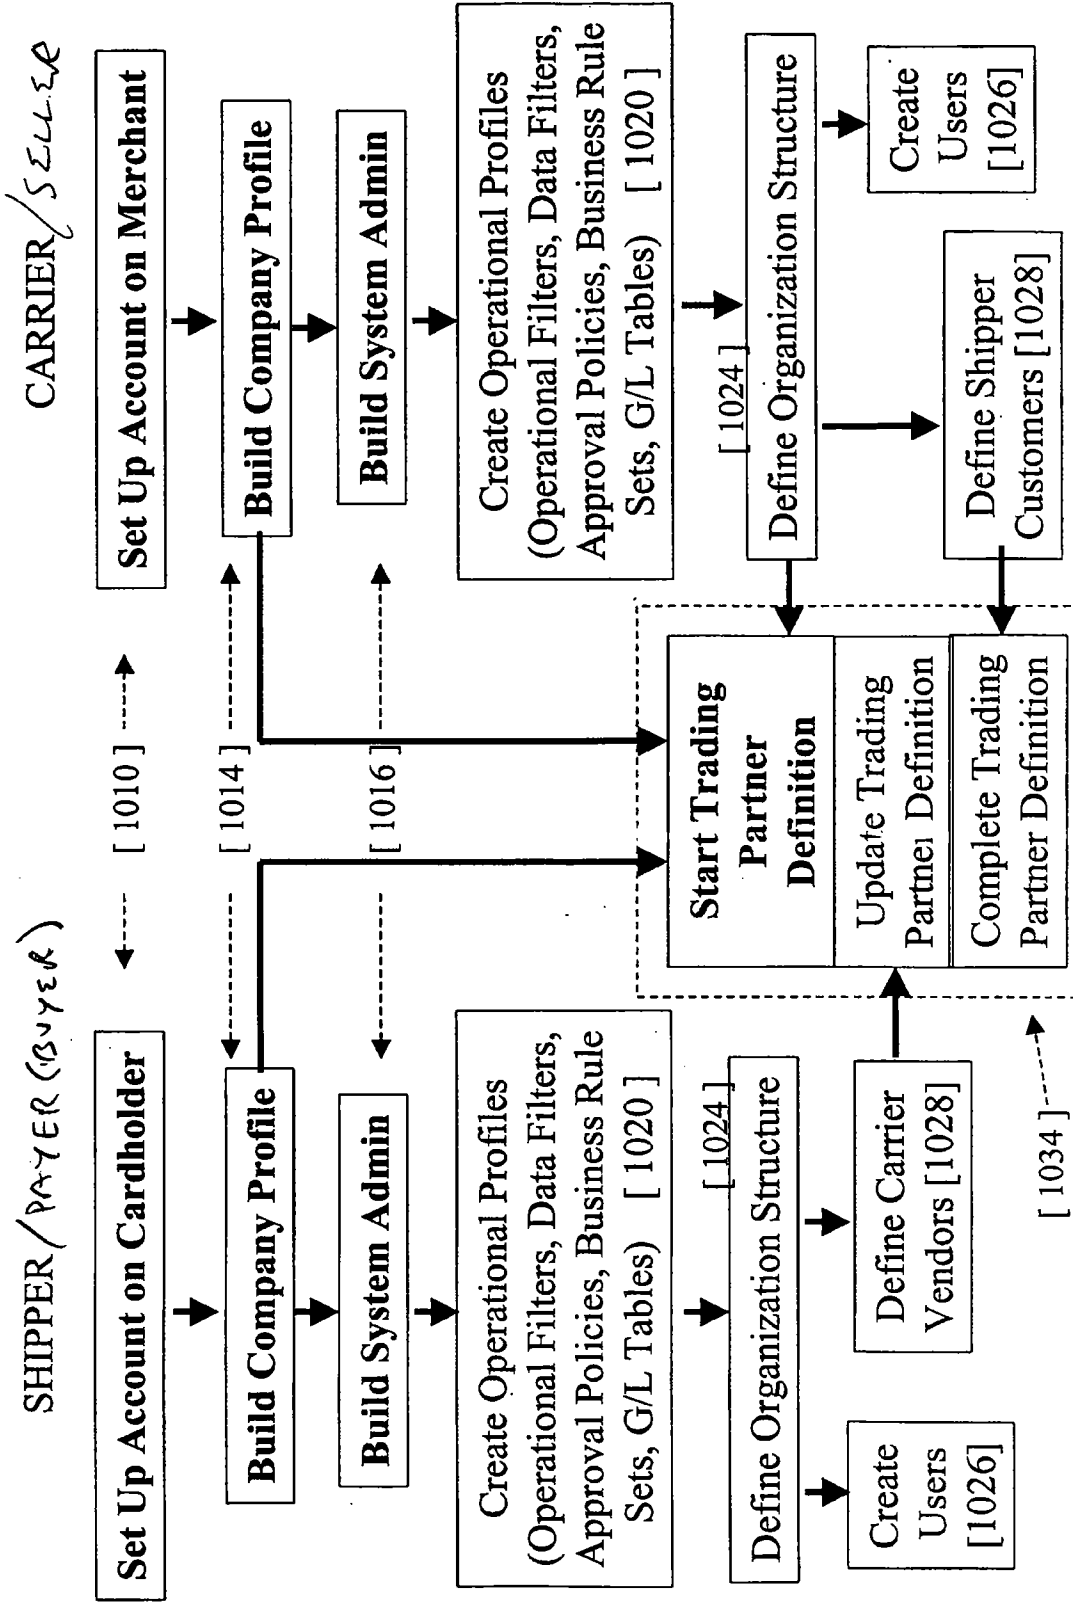 SHIPPER/PAYER (BUYER)
CARRIER/SELLER
Set Up Account on Cardholder
[ 1010 ]
Set Up Account on Merchant
Build Company Profile
[ 1014 ]
Build Company Profile
Build System Admin
[ 1016 ]
Build System Admin
Create Operational Profiles
(Operational Filters, Data Filters,
Approval Policies, Business Rule
Sets, G/L Tables) [ 1020 ]
Create Operational Profiles
(Operational Filters, Data Filters,
Approval Policies, Business Rule
Sets, G/L Tables) [ 1020 ]
[ 1024 ]
Define Organization Structure
[ 1024 ]
Define Organization Structure
Start Trading
Partner
Definition
Update Trading
Partner Definition
Complete Trading
Partner Definition
Create
Users
[1026]
Define Carrier
Vendors [1028]
Define Shipper
Customers [1028]
Create
Users
[1026]
[ 1034 ]